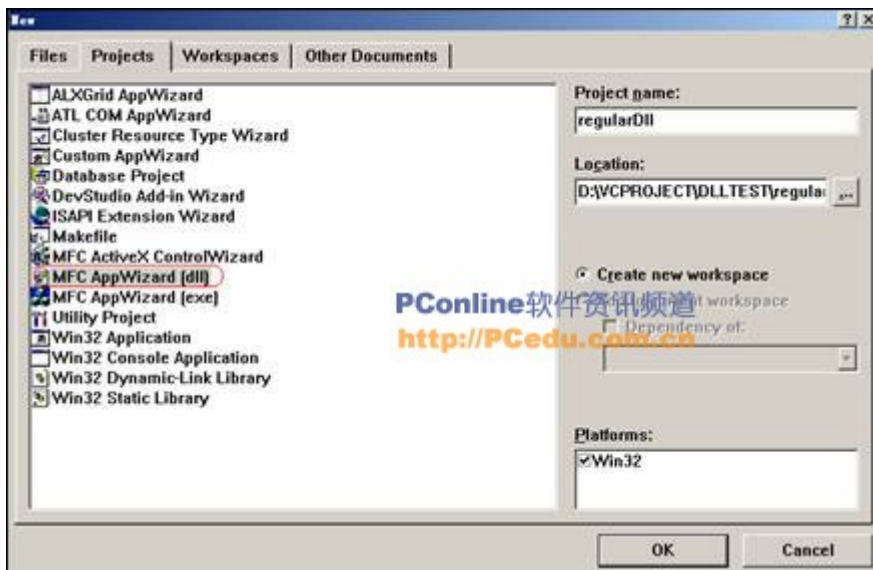 New
Files Projects Workspaces Other Documents
ALXGrid AppWizard
ATL COM AppWizard
Cluster Resource Type Wizard
Custom AppWizard
Database Project
DevStudio Add-in Wizard
ISAPI Extension Wizard
Makefile
MFC ActiveX ControlWizard
MFC AppWizard (dll)
MFC AppWizard (exe)
Utility Project
Win32 Application
Win32 Console Application
Win32 Dynamic-Link Library
Win32 Static Library
Project name:
regularDll
Location:
D:\VCPROJECT\DLLTEST\regular
...
Create new workspace
workspace
Dependency of:
PConline软件资讯频道
http://PCedu.com.cn
Platforms:
Win32
OK Cancel